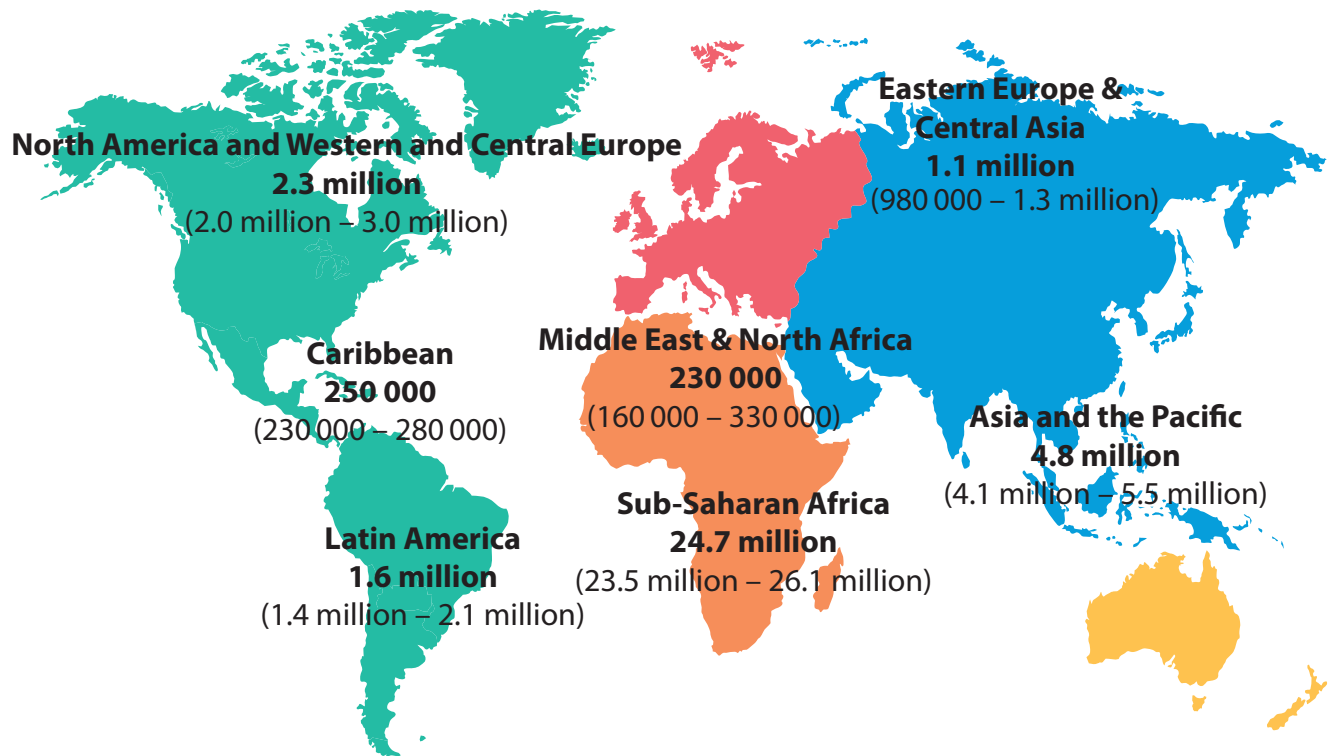 North America and Western and Central Europe
2.3 million
(2.0 million – 3.0 million)
Eastern Europe &
Central Asia
1.1 million
(980 000 – 1.3 million)
Caribbean
250 000
(230 000 – 280 000)
Middle East & North Africa
230 000
(160 000 – 330 000)
Asia and the Pacific
4.8 million
(4.1 million – 5.5 million)
Latin America
1.6 million
(1.4 million – 2.1 million)
Sub-Saharan Africa
24.7 million
(23.5 million – 26.1 million)